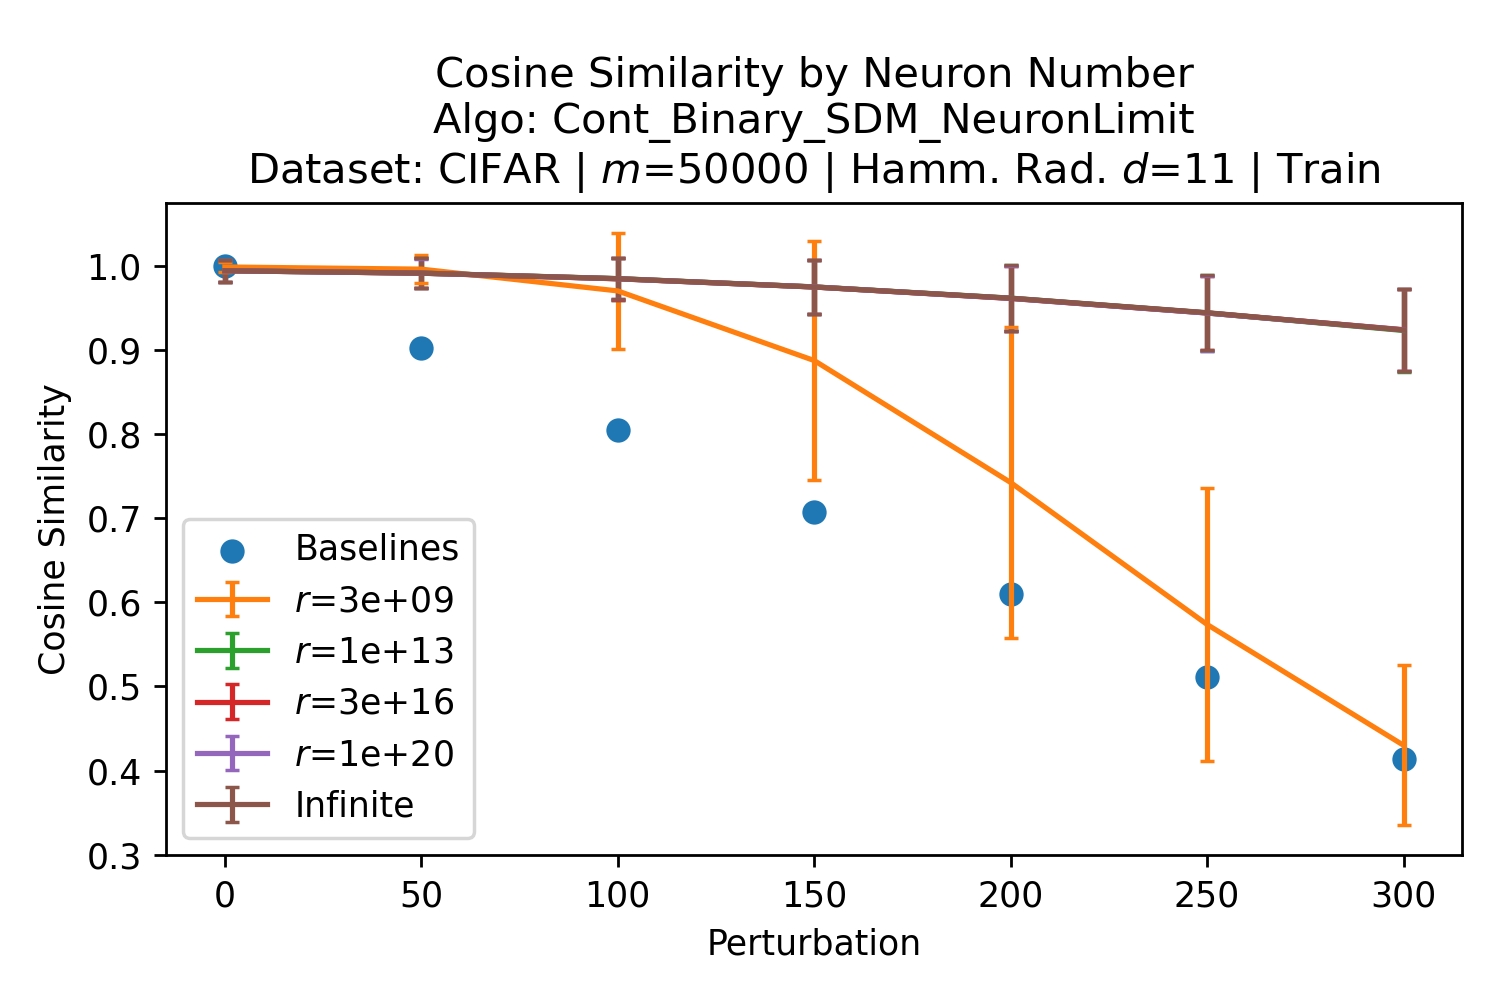 Cosine Similarity by Neuron Number
Algo: Cont_Binary_SDM_NeuronLimit
Dataset: CIFAR | m=50000 | Hamm. Rad. d=11 | Train
Cosine Similarity
1.0
0.9
0.8
0.7
0.6
0.5
0.4
0.3
Baselines
r=3e+09
r=1e+13
r=3e+16
r=1e+20
Infinite
0 50 100 150 200 250 300
Perturbation